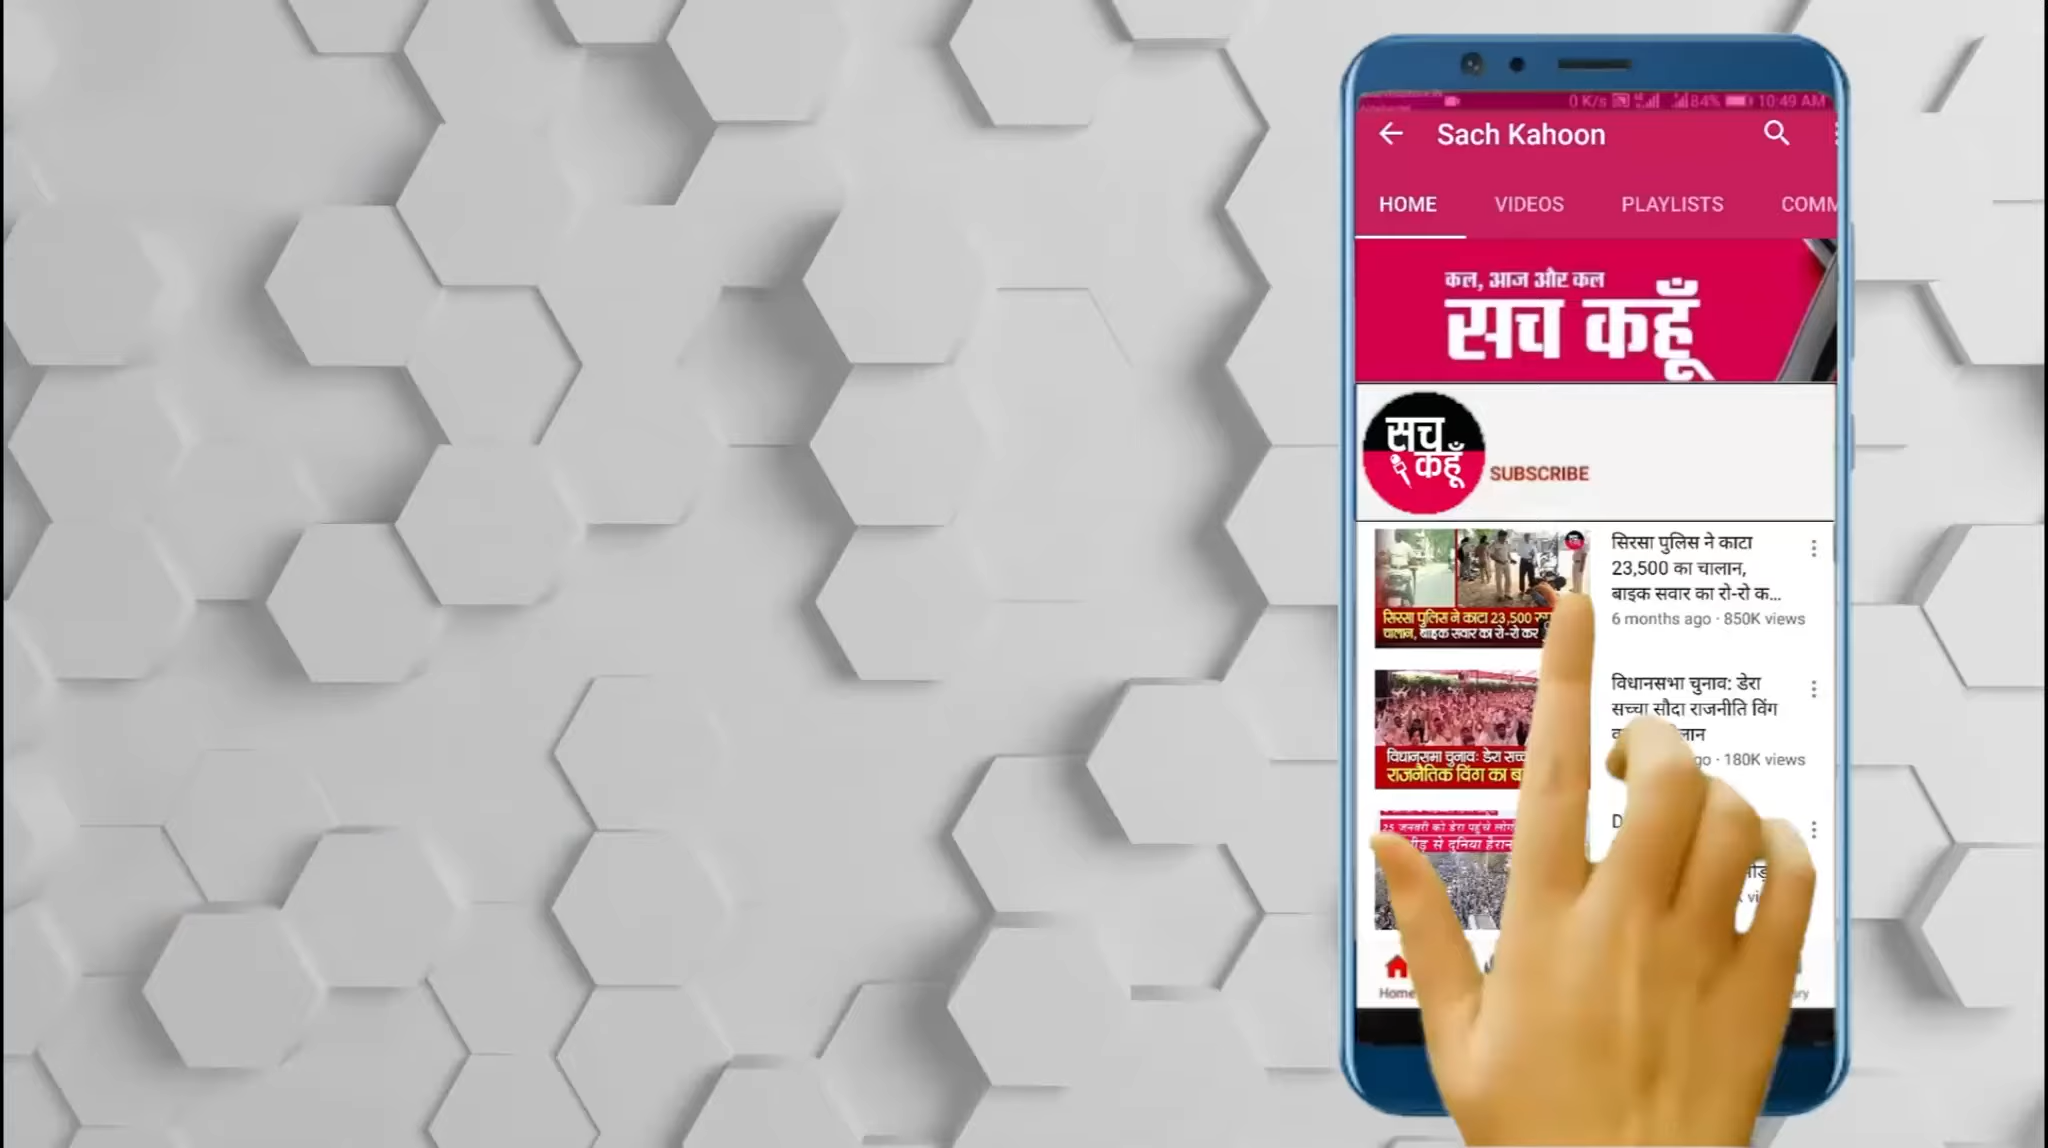 0 K/s 84% 10:49 AM
Sach Kahoon
HOME VIDEOS PLAYLISTS COMM
कल, आज और कल
सच कहूँ
सच
कहूँ
SUBSCRIBE
सिरसा पुलिस ने काटा 23,500
चालान, बाइक सवार का रो-रो कर
सिरसा पुलिस ने काटा
23,500 का चालान,
बाइक सवार का रो-रो क...
6 months ago · 850K views
विधानसभा चुनाव: डेरा
राजनैतिक विंग का
विधानसभा चुनाव: डेरा
सच्चा सौदा राजनीति विंग
180K views
25 जनवरी को डेरा पहुंचे
से दुनिया हैरान
Home